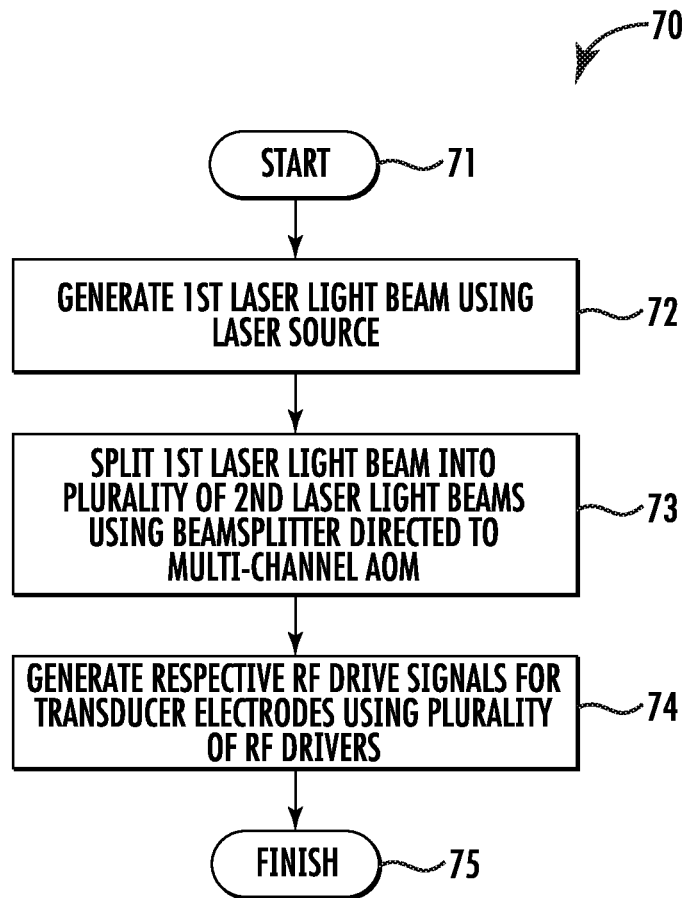 70
START
71
GENERATE 1ST LASER LIGHT BEAM USING
LASER SOURCE
72
SPLIT 1ST LASER LIGHT BEAM INTO
PLURALITY OF 2ND LASER LIGHT BEAMS
USING BEAMSPLITTER DIRECTED TO
MULTI-CHANNEL AOM
73
GENERATE RESPECTIVE RF DRIVE SIGNALS FOR
TRANSDUCER ELECTRODES USING PLURALITY
OF RF DRIVERS
74
FINISH
75